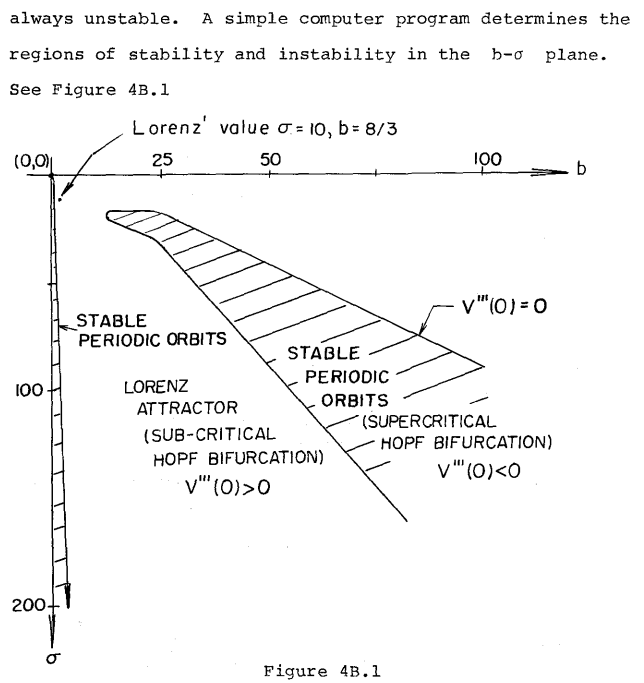 always unstable. A simple computer program determines the
regions of stability and instability in the b-σ plane.
See Figure 4B.1
Lorenz' value σ = 10, b = 8/3
(0,0) 25 50 100 b
V'''(0) = 0
STABLE
PERIODIC ORBITS
STABLE
PERIODIC
ORBITS
100
LORENZ
ATTRACTOR
(SUB-CRITICAL
HOPF BIFURCATION)
V'''(0)>0
(SUPERCRITICAL
HOPF BIFURCATION)
V'''(0)<0
200
σ
Figure 4B.1